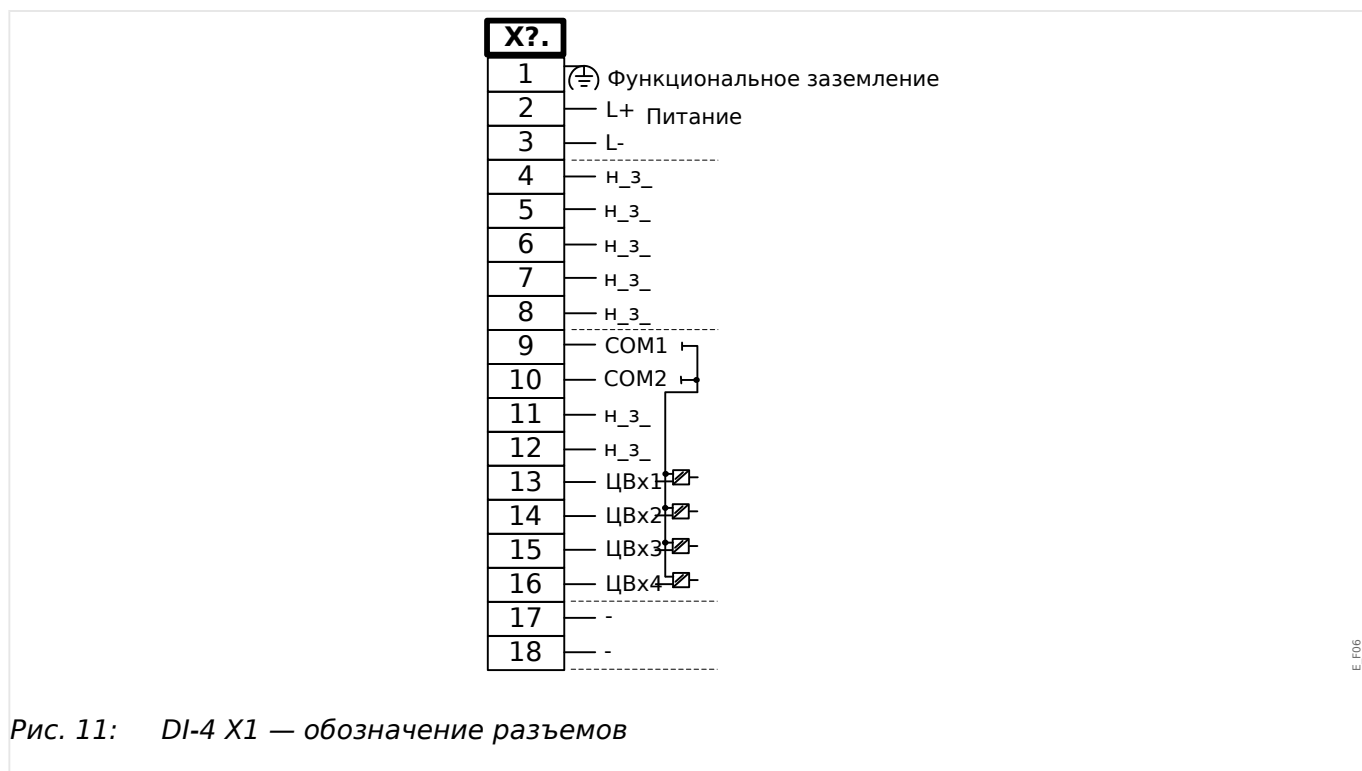 X?.
1 Функциональное заземление
2 L+ Питание
3 L-
4 н_з_
5 н_з_
6 н_з_
7 н_з_
8 н_з_
9 COM1
10 COM2
11 н_з_
12 н_з_
13 ЦВх1
14 ЦВх2
15 ЦВх3
16 ЦВх4
17 -
18 -
E_F06
Рис. 11: DI-4 X1 — обозначение разъемов